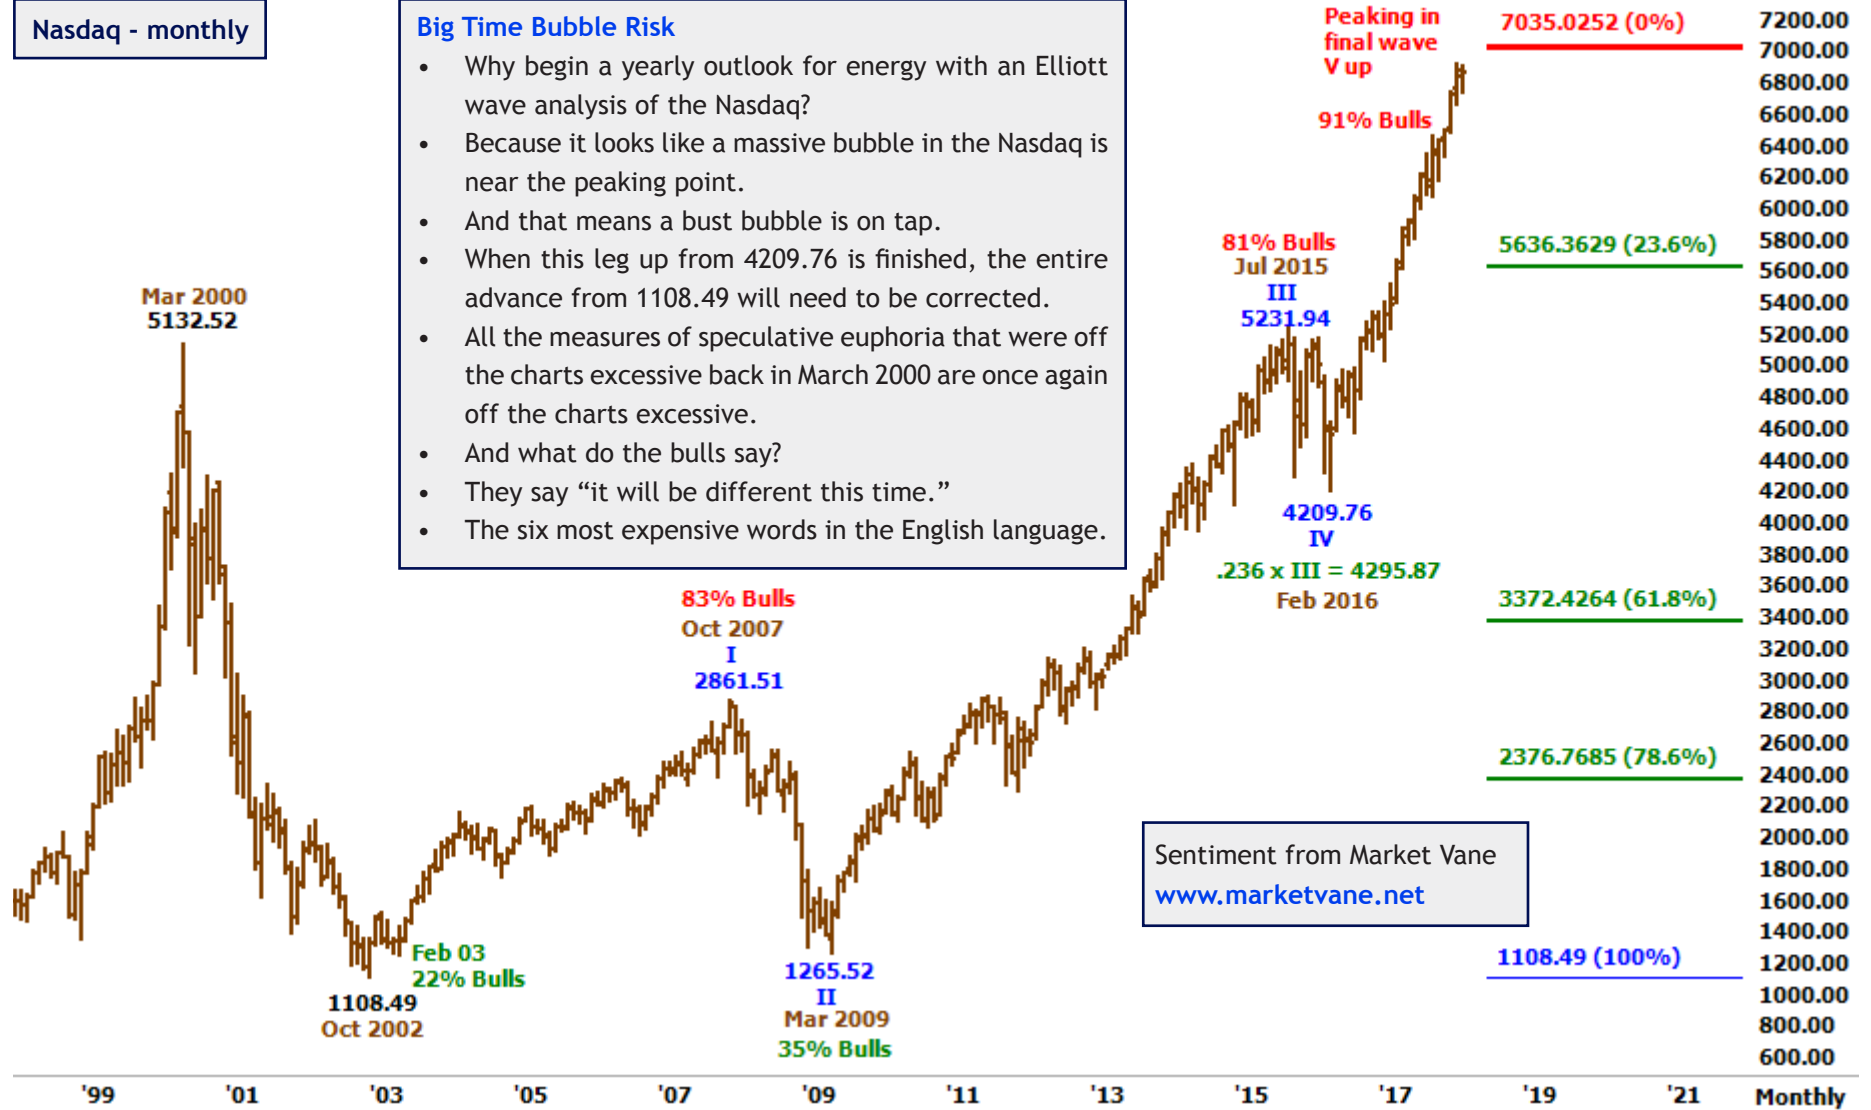 Nasdaq - monthly
Big Time Bubble Risk
• Why begin a yearly outlook for energy with an Elliott
wave analysis of the Nasdaq?
• Because it looks like a massive bubble in the Nasdaq is
near the peaking point.
• And that means a bust bubble is on tap.
• When this leg up from 4209.76 is finished, the entire
advance from 1108.49 will need to be corrected.
• All the measures of speculative euphoria that were off
the charts excessive back in March 2000 are once again
off the charts excessive.
• And what do the bulls say?
• They say “it will be different this time.”
• The six most expensive words in the English language.
Peaking in
final wave
V up
91% Bulls
81% Bulls
Jul 2015
III
5231.94
4209.76
IV
.236 x III = 4295.87
Feb 2016
Mar 2000
5132.52
83% Bulls
Oct 2007
I
2861.51
Feb 03
22% Bulls
1108.49
Oct 2002
1265.52
II
Mar 2009
35% Bulls
7035.0252 (0%)
5636.3629 (23.6%)
3372.4264 (61.8%)
2376.7685 (78.6%)
1108.49 (100%)
Sentiment from Market Vane
www.marketvane.net
7200.00
7000.00
6800.00
6600.00
6400.00
6200.00
6000.00
5800.00
5600.00
5400.00
5200.00
5000.00
4800.00
4600.00
4400.00
4200.00
4000.00
3800.00
3600.00
3400.00
3200.00
3000.00
2800.00
2600.00
2400.00
2200.00
2000.00
1800.00
1600.00
1400.00
1200.00
1000.00
800.00
600.00
'99 '01 '03 '05 '07 '09 '11 '13 '15 '17 '19 '21 Monthly